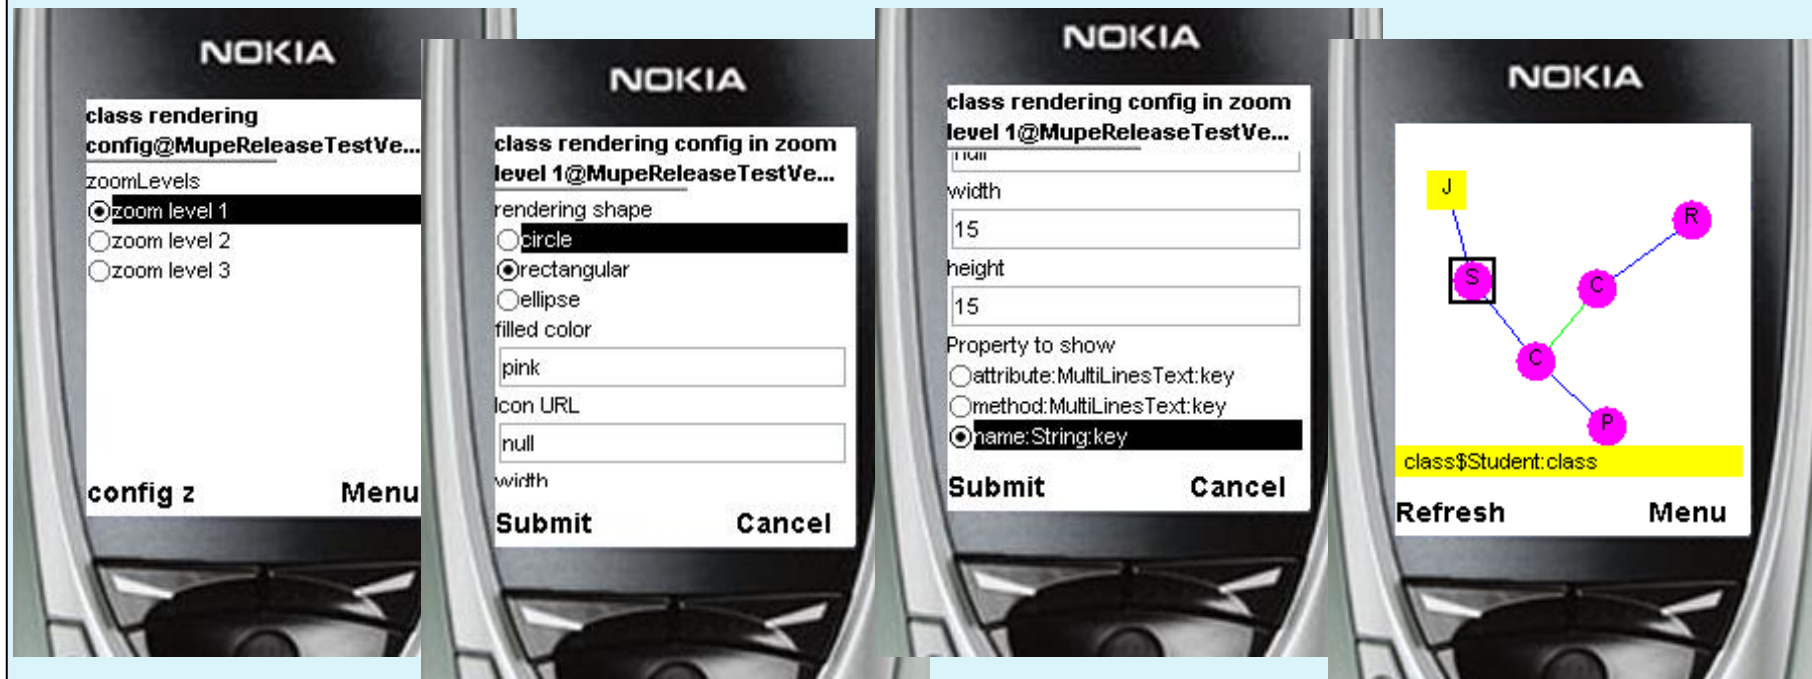 NOKIA
class rendering
config@MupeReleaseTestVe...
zoomLevels
zoom level 1
zoom level 2
zoom level 3
config z
Menu
NOKIA
class rendering config in zoom
level 1@MupeReleaseTestVe...
rendering shape
circle
rectangular
ellipse
filled color
pink
Icon URL
null
width
Submit
Cancel
NOKIA
class rendering config in zoom
level 1@MupeReleaseTestVe...
null
width
15
height
15
Property to show
attribute:MultiLinesText:key
method:MultiLinesText:key
name:String:key
Submit
Cancel
NOKIA
J
R
S
C
C
P
class$Student:class
Refresh
Menu